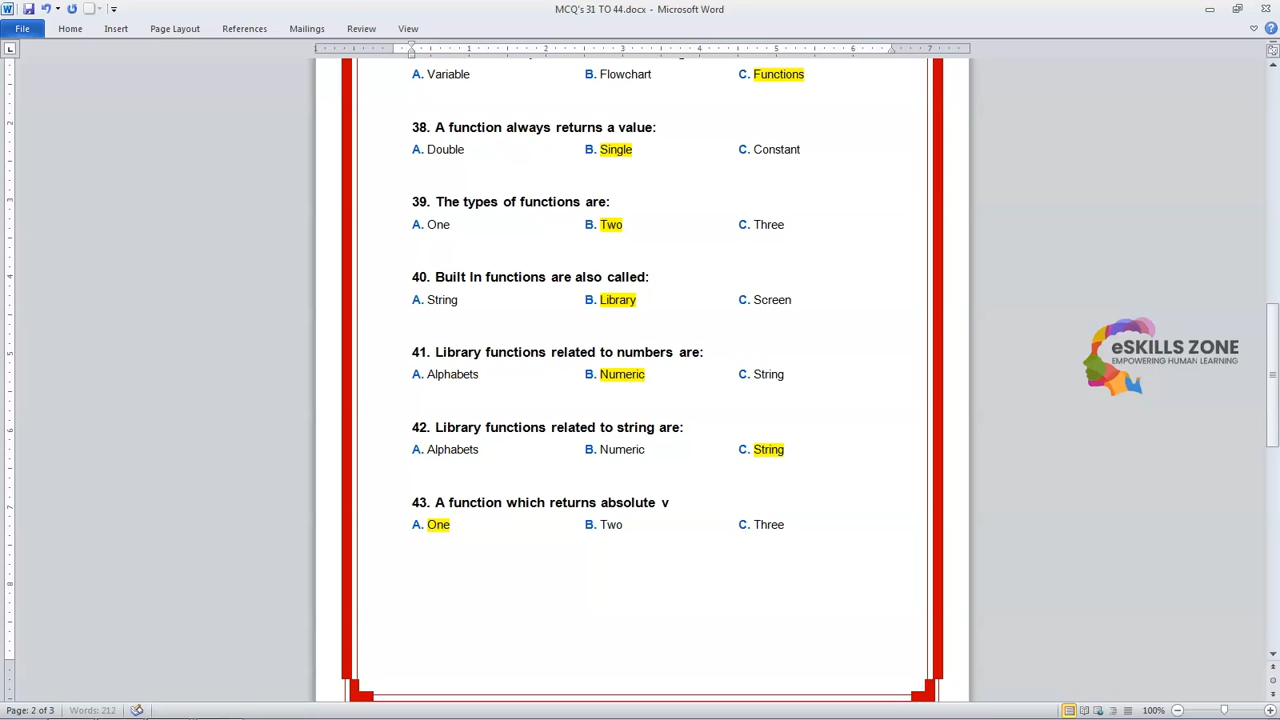 MCQ's 31 TO 44.docx - Microsoft Word
File Home Insert Page Layout References Mailings Review View
A. Variable B. Flowchart C. Functions
38. A function always returns a value:
A. Double B. Single C. Constant
39. The types of functions are:
A. One B. Two C. Three
40. Built In functions are also called:
A. String B. Library C. Screen
41. Library functions related to numbers are:
A. Alphabets B. Numeric C. String
42. Library functions related to string are:
A. Alphabets B. Numeric C. String
43. A function which returns absolute v
A. One B. Two C. Three
eSKILLS ZONE
EMPOWERING HUMAN LEARNING
Page: 2 of 3 Words: 212 100%